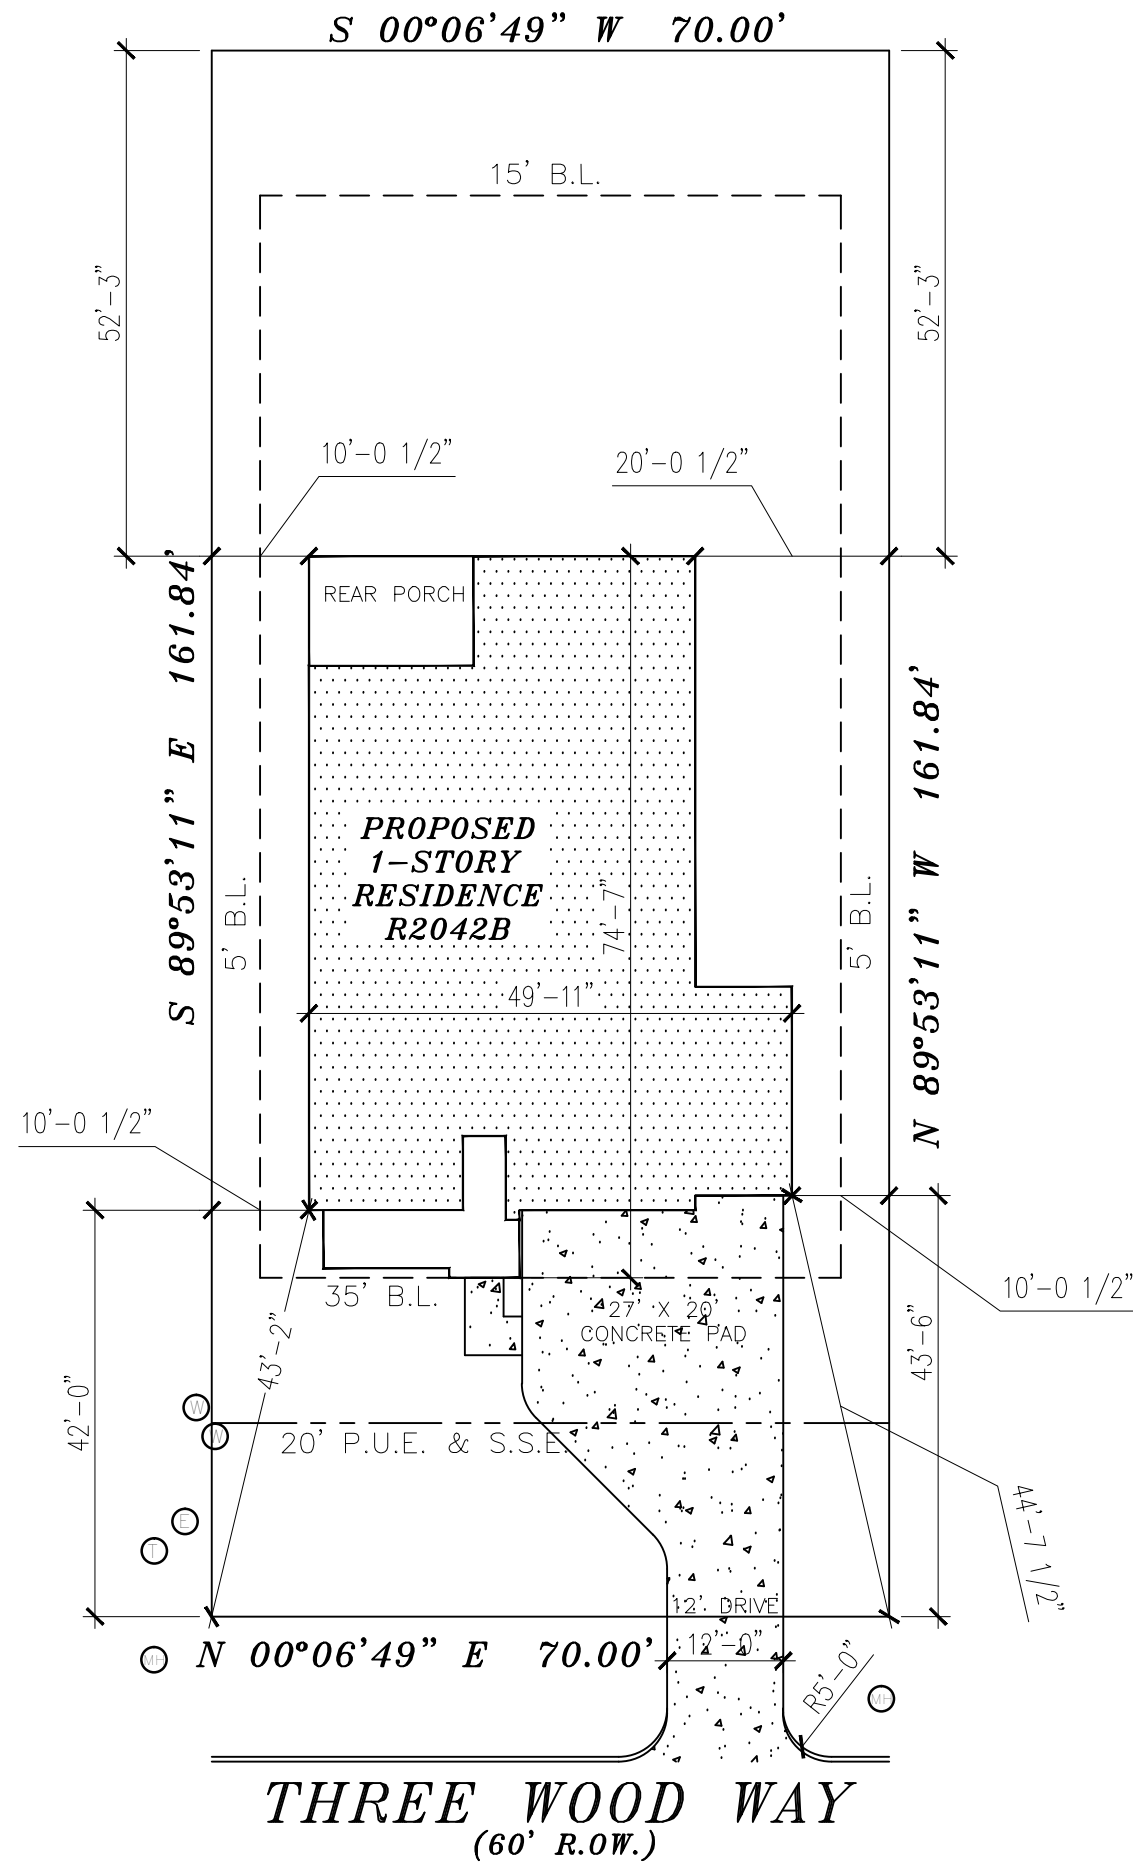 S 00°06'49" W 70.00'
15' B.L.
52'-3"
52'-3"
10'-0 1/2"
20'-0 1/2"
REAR PORCH
S 89°53'11" E 161.84'
N 89°53'11" W 161.84'
PROPOSED
1-STORY
RESIDENCE
R2042B
74'-7"
5' B.L.
5' B.L.
49'-11"
10'-0 1/2"
10'-0 1/2"
35' B.L.
27' X 20'
CONCRETE PAD
43'-2"
43'-6"
42'-0"
W
W
20' P.U.E. & S.S.E.
44'-7 1/2"
E
T
12' DRIVE
12'-0"
MH
N 00°06'49" E 70.00'
R5'-0"
MH
THREE WOOD WAY
(60' R.OW.)